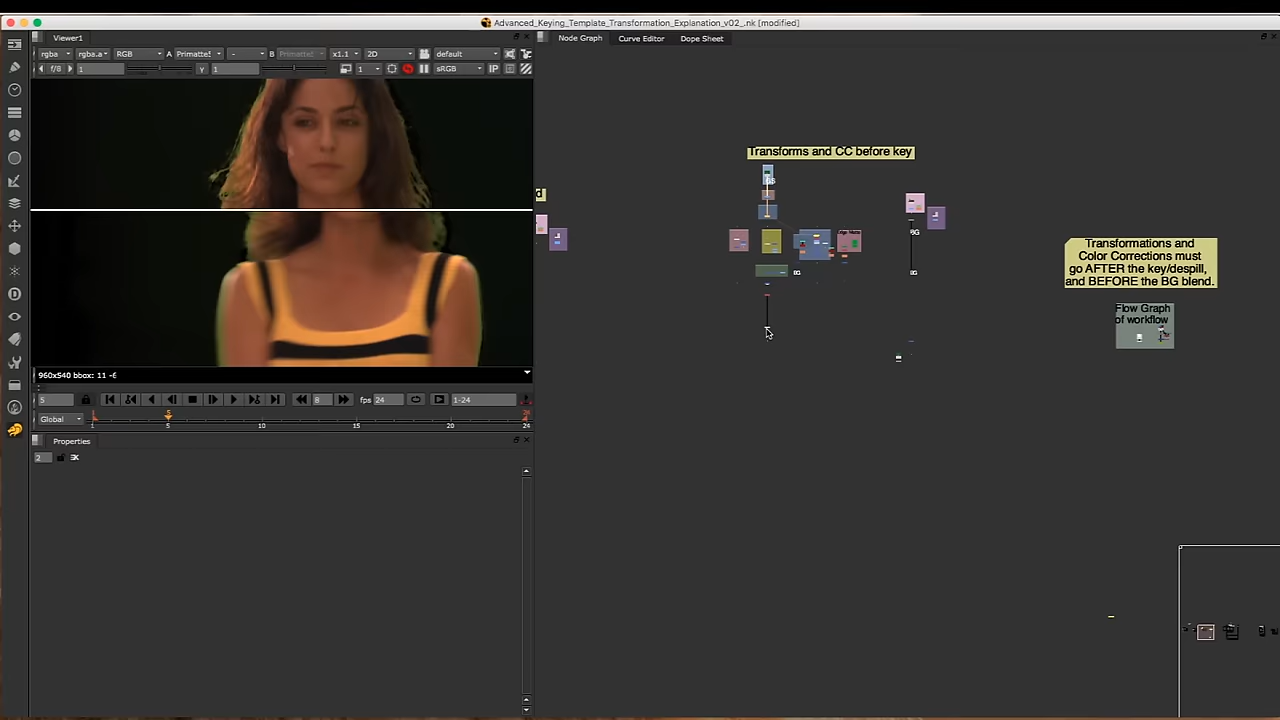 Advanced_Keying_Template_Transformation_Explanation_v02_.nk [modified]
Viewer1
Node Graph
Curve Editor
Dope Sheet
rgba
rgba.a
RGB
A
Primatte
-
B
Primatte
x1.1
2D
default
f/8
1
Y
1
1
sRGB
IP
Transforms and CC before key
d
BG
BG
BG
Transformations and
Color Corrections must
go AFTER the key/despill,
and BEFORE the BG blend.
Flow Graph
of workflow
960x540 bbox: 11 -6
5
8
fps 24
1-24
Global
1
5
10
15
20
24
Properties
2